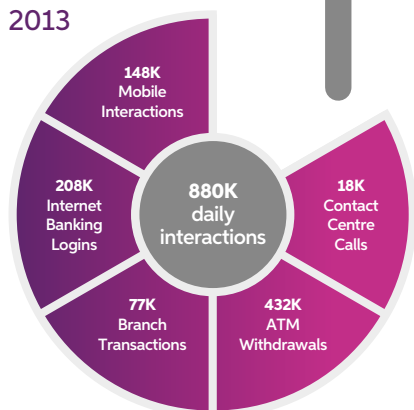 2013
148K
Mobile
Interactions
208K
Internet
Banking
Logins
880K
daily
interactions
18K
Contact
Centre
Calls
77K
Branch
Transactions
432K
ATM
Withdrawals